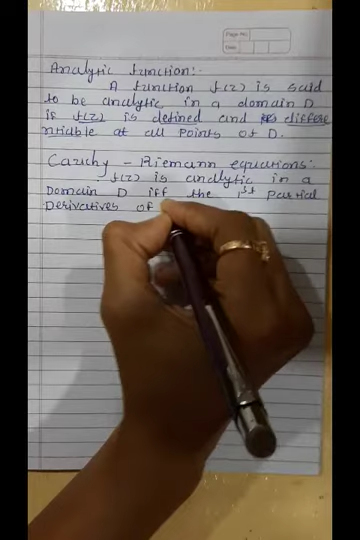 Page No.
Date
Analytic function:-
A function f(z) is said
to be analytic in a domain D
if f(z) is defined and differe
ntiable at all points of D.
Cauchy - Riemann equations:
f(z) is analytic in a
Domain D iff the 1st Partial
Derivatives of